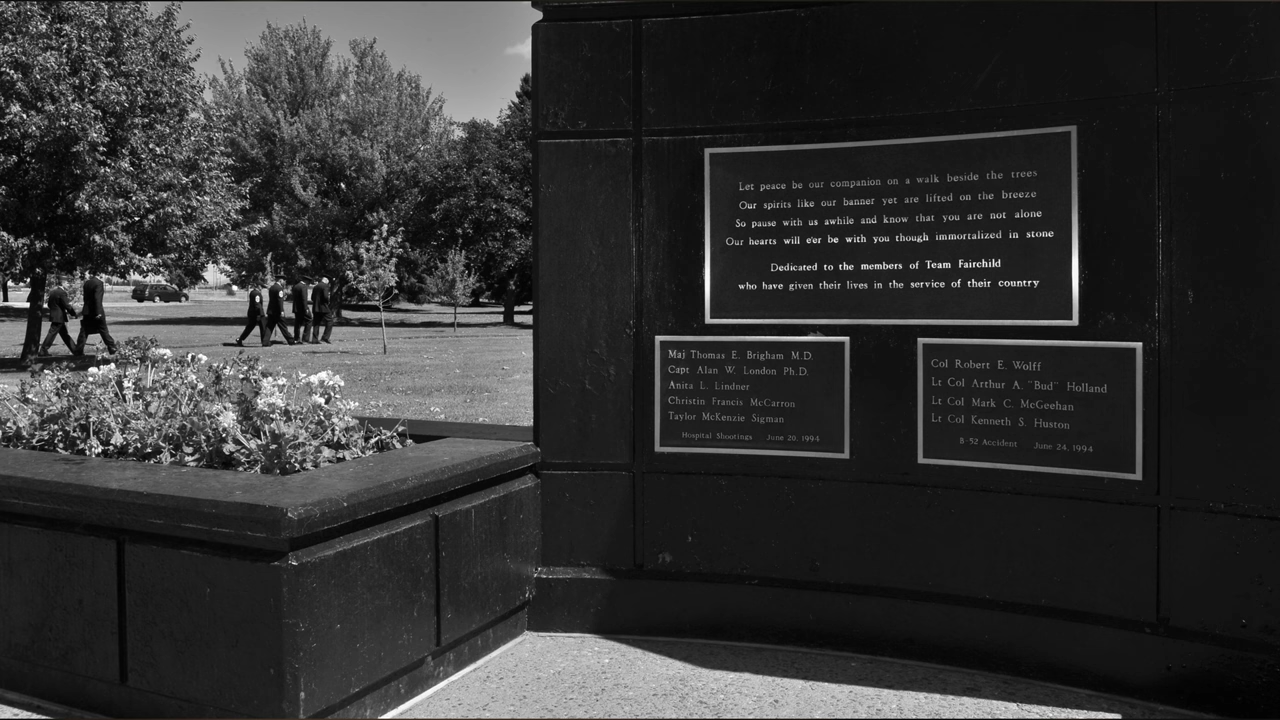 Let peace be our companion on a walk beside the trees
Our spirits like our banner yet are lifted on the breeze
So pause with us awhile and know that you are not alone
Our hearts will e'er be with you though immortalized in stone
Dedicated to the members of Team Fairchild
who have given their lives in the service of their country
Maj Thomas E. Brigham M.D.
Capt Alan W. London Ph.D.
Anita L. Lindner
Christin Francis McCarron
Taylor McKenzie Sigman
Hospital Shootings June 20, 1994
Col Robert E. Wolff
Lt Col Arthur A. "Bud" Holland
Lt Col Mark C. McGeehan
Lt Col Kenneth S. Huston
B-52 Accident June 24, 1994